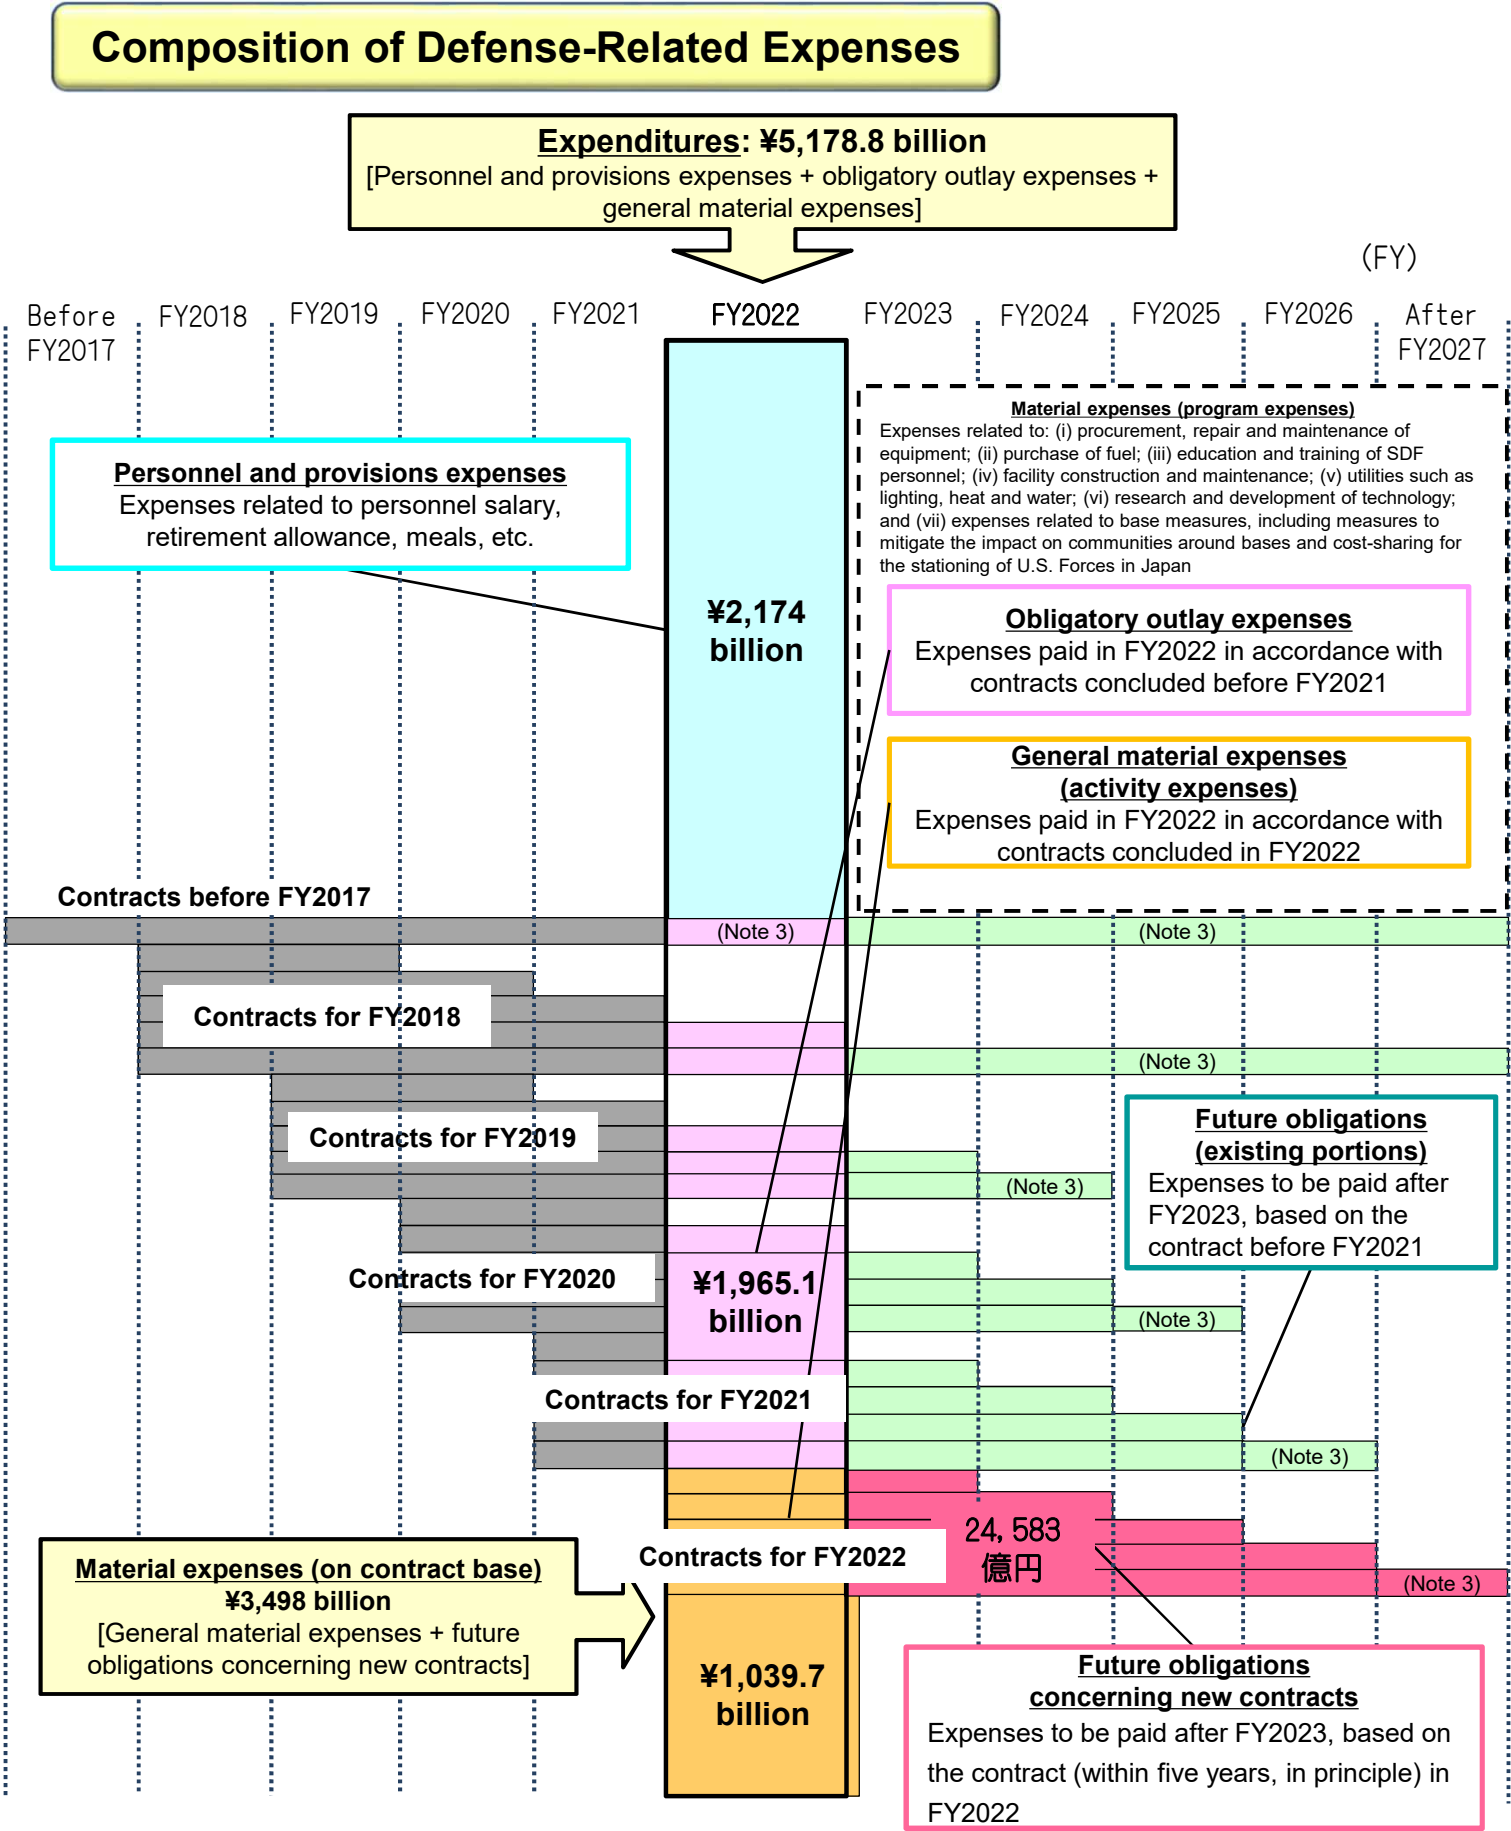 Composition of Defense-Related Expenses
Expenditures: ¥5,178.8 billion
[Personnel and provisions expenses + obligatory outlay expenses +
general material expenses]
(FY)
Before
FY2017
FY2018
FY2019
FY2020
FY2021
FY2022
FY2023
FY2024
FY2025
FY2026
After
FY2027
Personnel and provisions expenses
Expenses related to personnel salary,
retirement allowance, meals, etc.
¥2,174
billion
Material expenses (program expenses)
Expenses related to: (i) procurement, repair and maintenance of
equipment; (ii) purchase of fuel; (iii) education and training of SDF
personnel; (iv) facility construction and maintenance; (v) utilities such as
lighting, heat and water; (vi) research and development of technology;
and (vii) expenses related to base measures, including measures to
mitigate the impact on communities around bases and cost-sharing for
the stationing of U.S. Forces in Japan
Obligatory outlay expenses
Expenses paid in FY2022 in accordance with
contracts concluded before FY2021
General material expenses
(activity expenses)
Expenses paid in FY2022 in accordance with
contracts concluded in FY2022
Contracts before FY2017
(Note 3)
(Note 3)
Contracts for FY2018
(Note 3)
Contracts for FY2019
(Note 3)
Future obligations
(existing portions)
Expenses to be paid after
FY2023, based on the
contract before FY2021
Contracts for FY2020
¥1,965.1
billion
(Note 3)
Contracts for FY2021
(Note 3)
Contracts for FY2022
24,583
億円
(Note 3)
Material expenses (on contract base)
¥3,498 billion
[General material expenses + future
obligations concerning new contracts]
¥1,039.7
billion
Future obligations
concerning new contracts
Expenses to be paid after FY2023, based on
the contract (within five years, in principle) in
FY2022